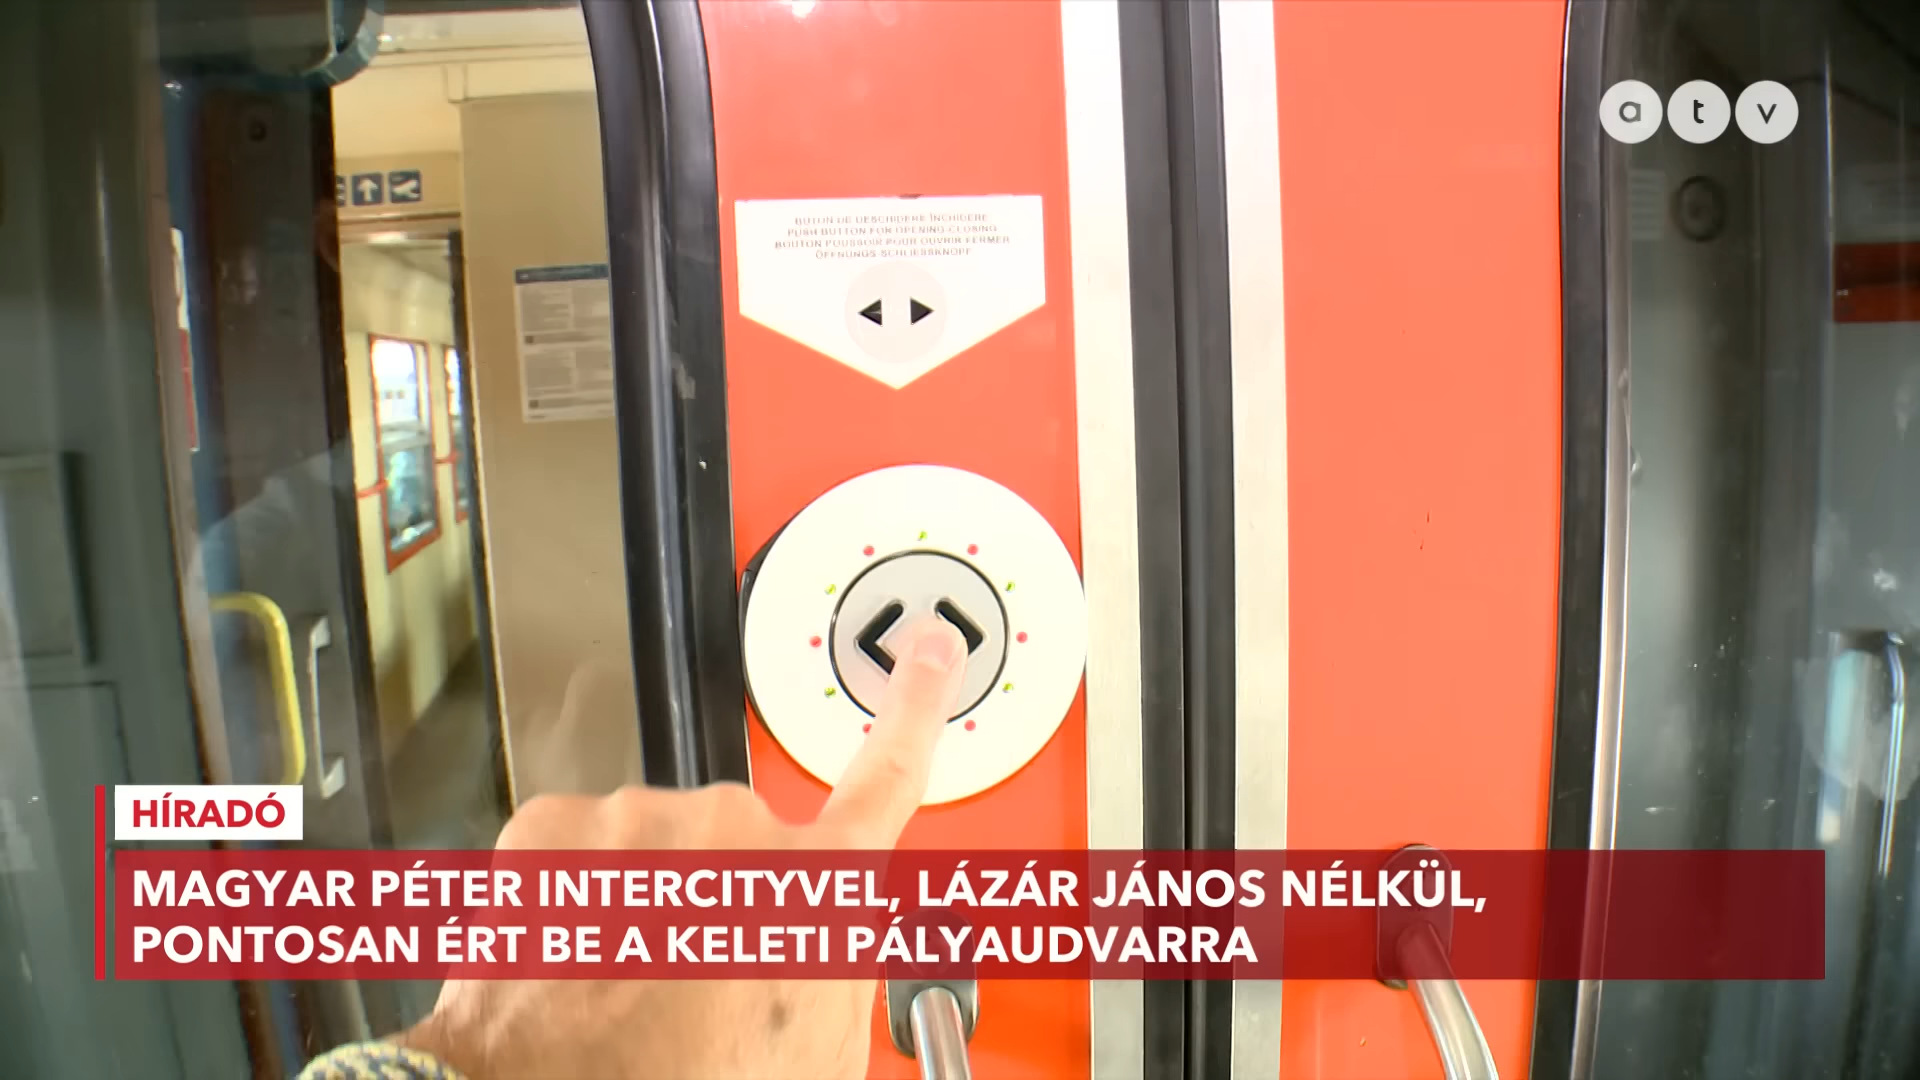 atv
BUTON DE DESCHIDERE ÎNCHIDERE
PUSH BUTTON FOR OPENING CLOSING
BOUTON POUSSOIR POUR OUVRIR FERMER
ÖFFNUNGS-SCHLIESSKNOPF
HÍRADÓ
MAGYAR PÉTER INTERCITYVEL, LÁZÁR JÁNOS NÉLKÜL,
PONTOSAN ÉRT BE A KELETI PÁLYAUDVARRA